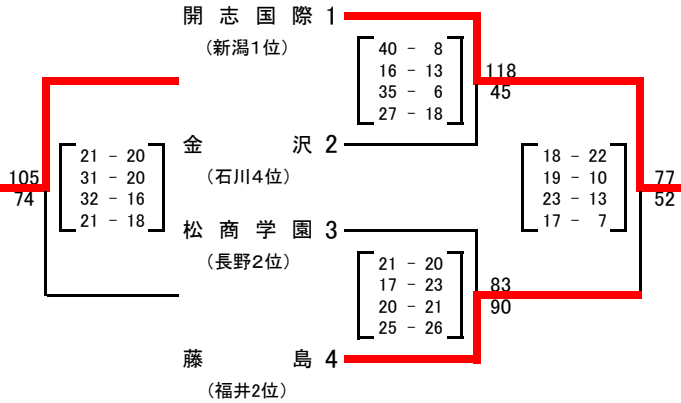 開志国際 1
（新潟1位）
40 - 8
16 - 13
35 - 6
27 - 18
118
45
金沢 2
（石川4位）
21 - 20
31 - 20
32 - 16
21 - 18
105
74
18 - 22
19 - 10
23 - 13
17 - 7
77
52
松商学園 3
（長野2位）
21 - 20
17 - 23
20 - 21
25 - 26
83
90
藤島 4
（福井2位）